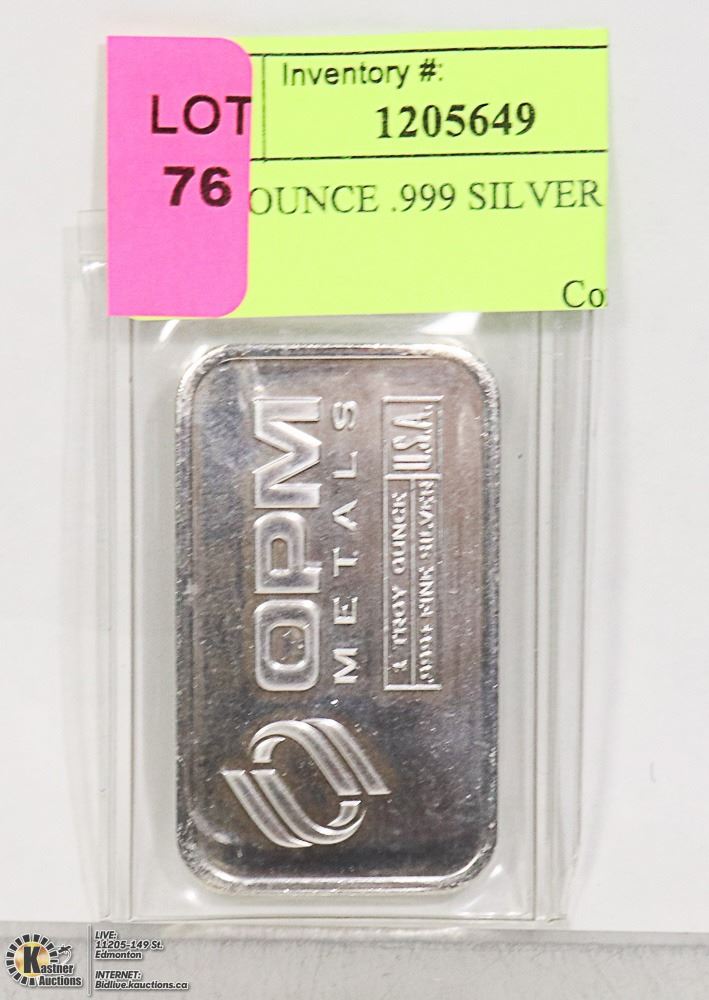 LOT
76
Inventory #:
1205649
OUNCE .999 SILVER
Co
OPM
METALS
U.S.A.
1 TROY OUNCE
.999+ FINE SILVER
Kastner
Auctions
LIVE:
11205-149 St.
Edmonton
INTERNET:
Bidlive.kauctions.ca